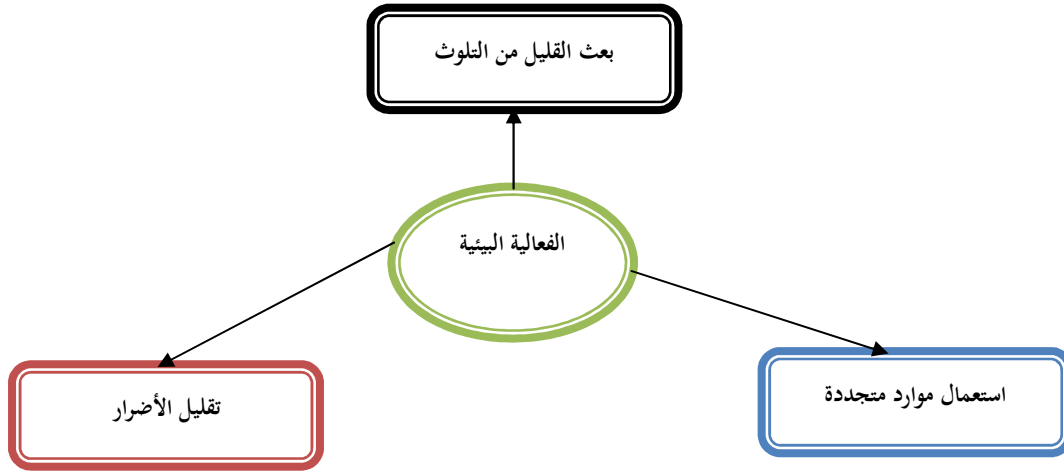 بعث القليل من التلوث
الفعالية البيئية
استعمال موارد متجددة
تقليل الأضرار